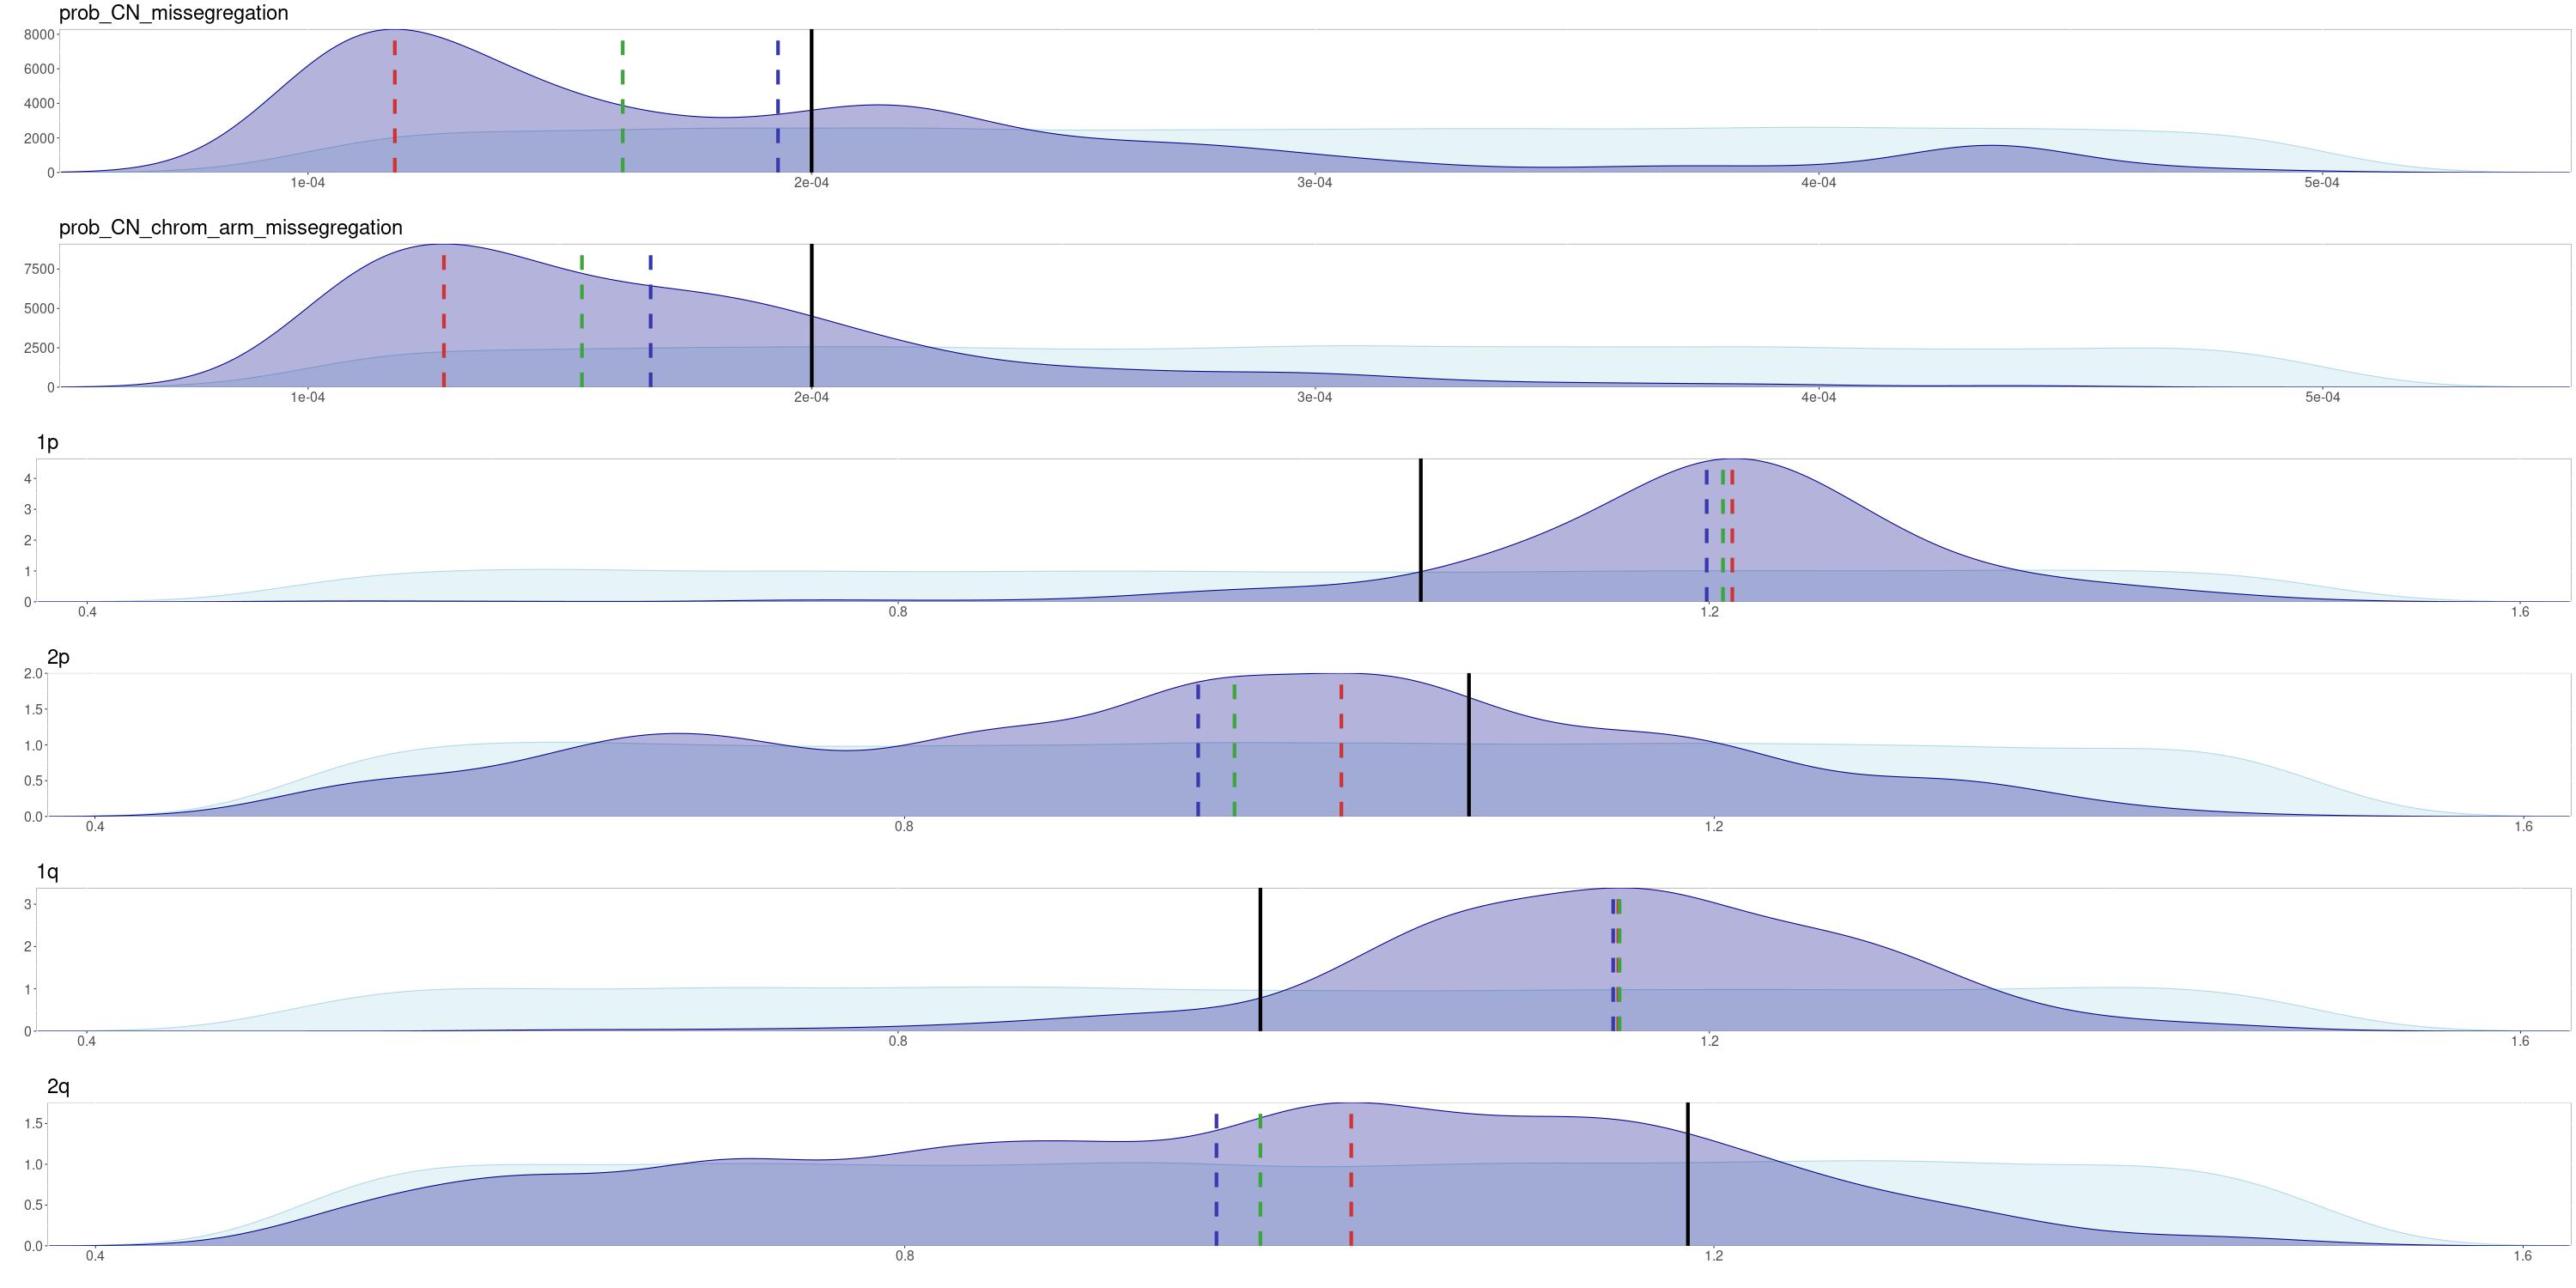 prob_CN_missegregation
8000
6000
4000
2000
0
1e-04 2e-04 3e-04 4e-04 5e-04
prob_CN_chrom_arm_missegregation
7500
5000
2500
0
1e-04 2e-04 3e-04 4e-04 5e-04
1p
4
3
2
1
0
0.4 0.8 1.2 1.6
2p
2.0
1.5
1.0
0.5
0.0
0.4 0.8 1.2 1.6
1q
3
2
1
0
0.4 0.8 1.2 1.6
2q
1.5
1.0
0.5
0.0
0.4 0.8 1.2 1.6